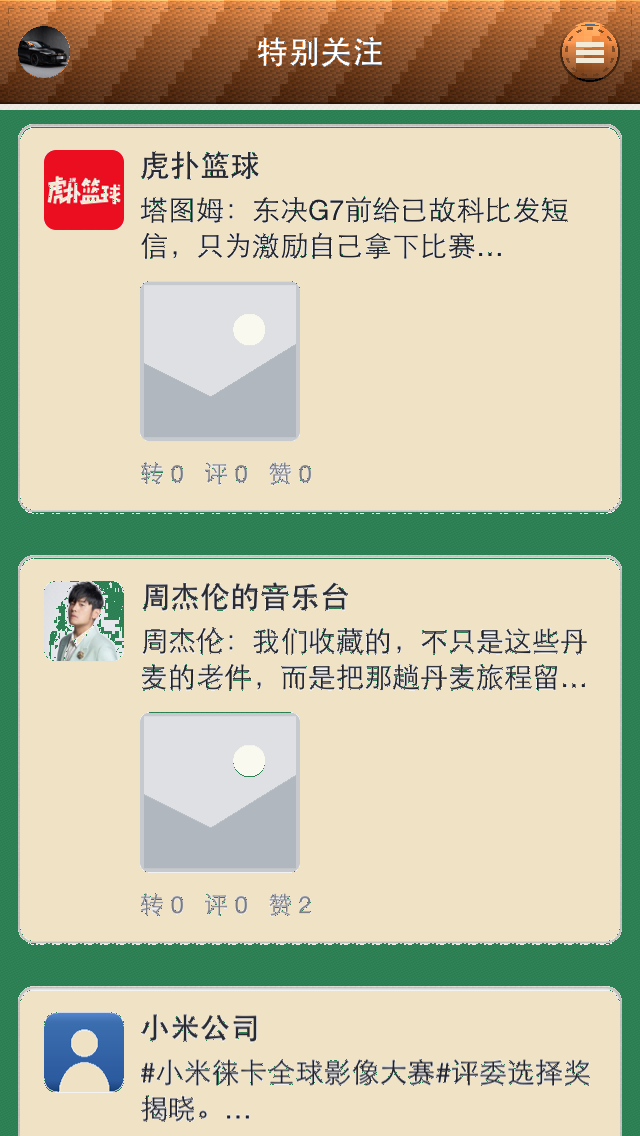 特别关注
虎扑篮球
虎扑篮球
塔图姆：东决G7前给已故科比发短
信，只为激励自己拿下比赛...
转0 评0 赞0
周杰伦的音乐台
周杰伦：我们收藏的，不只是这些丹
麦的老件，而是把那趟丹麦旅程留...
转0 评0 赞2
小米公司
#小米徕卡全球影像大赛#评委选择奖
揭晓。...